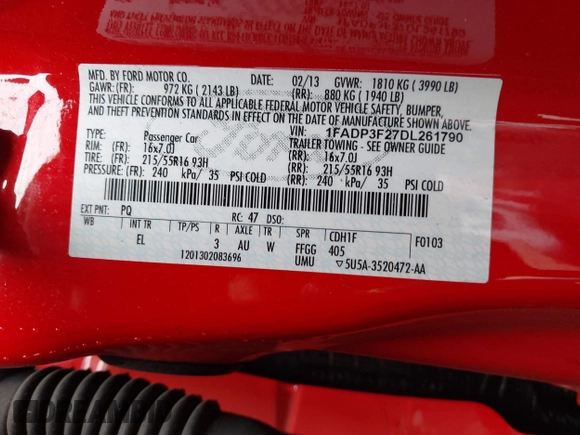 MFD. BY FORD MOTOR CO. DATE: 02/13 GVWR: 1810 KG ( 3990 LB)
GAWR: (FR): 972 KG ( 2143 LB) (RR): 880 KG ( 1940 LB)
THIS VEHICLE CONFORMS TO ALL APPLICABLE FEDERAL MOTOR VEHICLE SAFETY, BUMPER,
AND THEFT PREVENTION STANDARDS IN EFFECT ON THE DATE OF MANUFACTURE SHOWN ABOVE.
VIN: 1FADP3F27DL261790
TYPE: Passenger Car TRAILER TOWING - SEE OWNER GUIDE
RIM: (FR): 16x7.0J (RR): 16x7.0J
TIRE: (FR): 215/55R16 93H (RR): 215/55R16 93H
PSR: (FR): 240 kPa/ 35 PSI COLD (RR): 240 kPa/ 35 PSI COLD
EXT PNT: PQ RC: 47 DSO: F0103
WB INT TR TP/PS R AXLE TR SPR CDH1F
EL 3 AU W FFGG 405
1201302083696 UMU ▽5U5A-3520472-AA